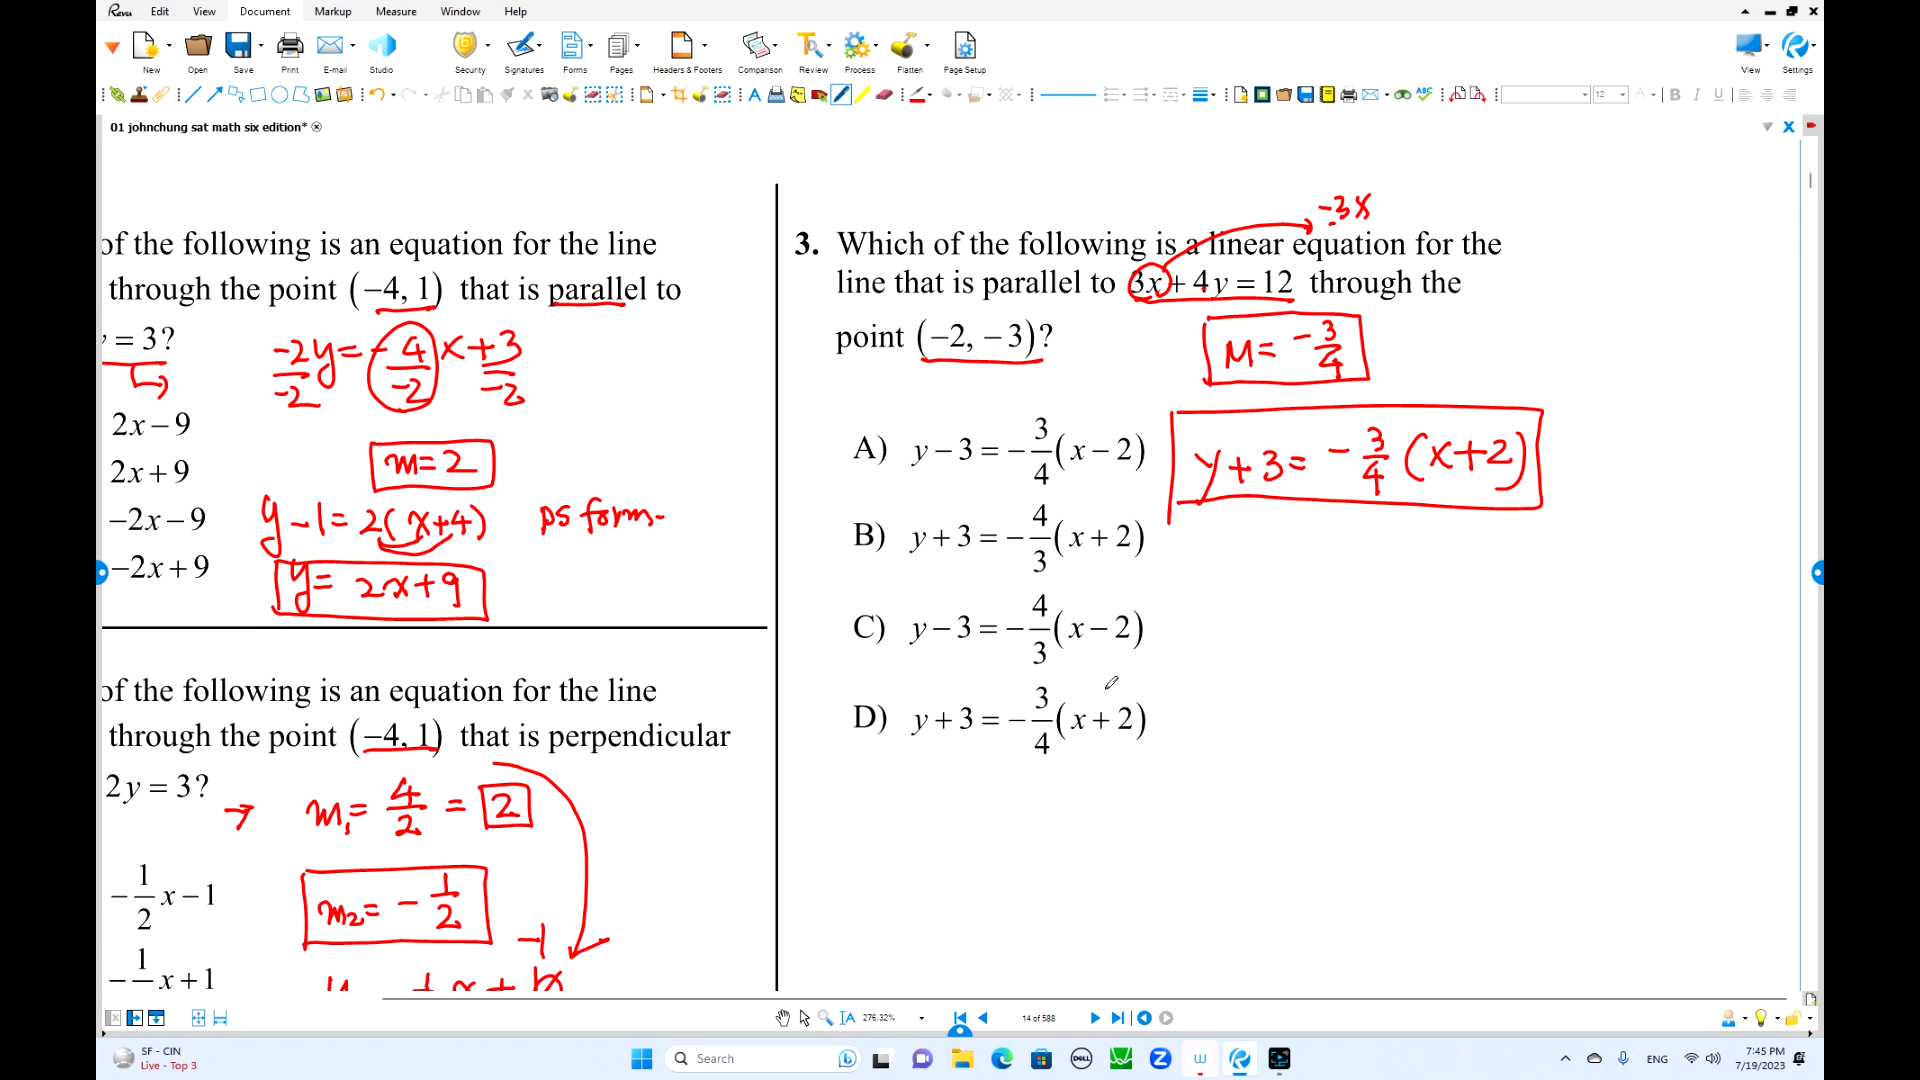 Revu Edit View Document Markup Measure Window Help
New Open Save Print E-mail Studio Security Signatures Forms Pages Headers & Footers Comparison Review Process Flatten Page Setup View Settings
12
01 johnchung sat math six edition*
of the following is an equation for the line
through the point (−4, 1) that is parallel to
= 3?
-2y = -4/-2 x + 3/-2
-2
2x − 9
2x + 9
−2x − 9
−2x + 9
m = 2
y - 1 = 2(x+4) ps form.
y = 2x+9
of the following is an equation for the line
through the point (−4, 1) that is perpendicular
2y = 3?
→ m1 = 4/2 = 2
−1/2 x − 1
m2 = - 1/2
-1
−1/ x + 1
3. Which of the following is a linear equation for the
-3x
line that is parallel to 3x + 4y = 12 through the
point (−2, −3)?
M = - 3/4
A) y − 3 = −3/4 (x − 2)
y+3 = - 3/4 (x+2)
B) y + 3 = −4/3 (x + 2)
C) y − 3 = −4/3 (x − 2)
D) y + 3 = −3/4 (x + 2)
276.32%
14 of 588
SF - CIN
Live - Top 3
Search
DELL
ENG
7:45 PM
7/19/2023